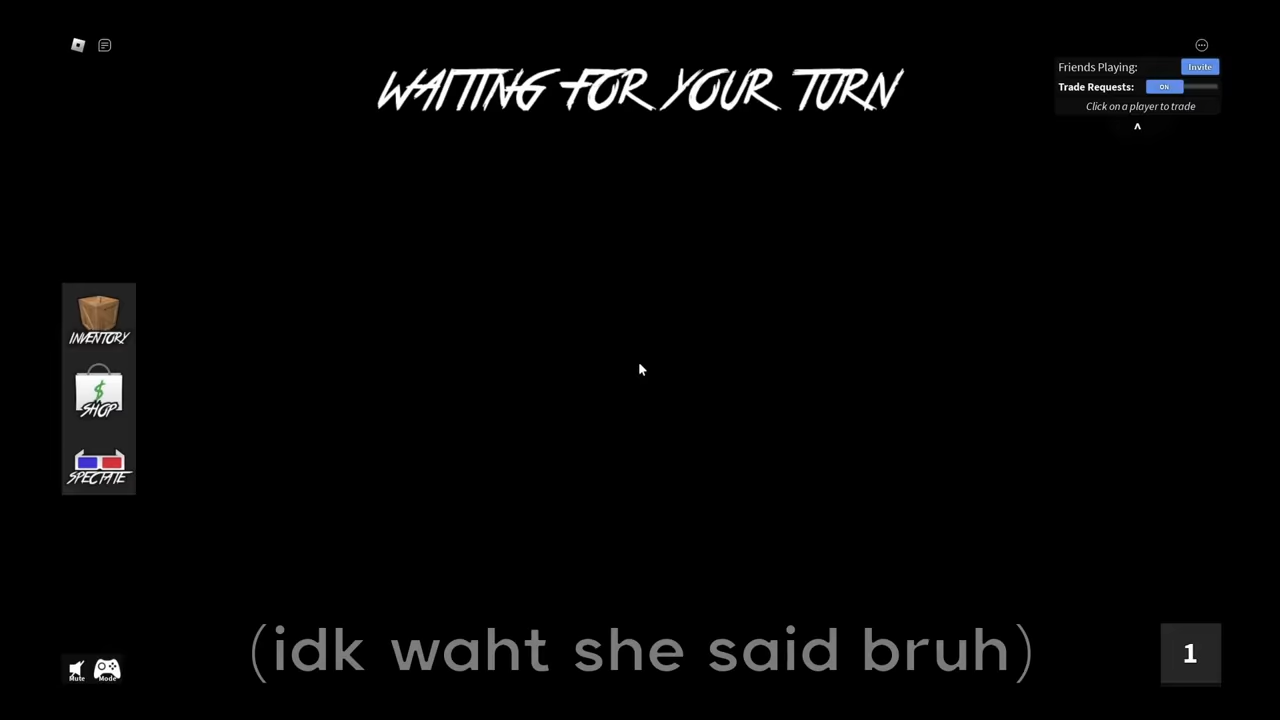 WAITING FOR YOUR TURN
Friends Playing: Invite
Trade Requests: ON
Click on a player to trade
^
INVENTORY
$
SHOP
SPECTATE
(idk waht she said bruh)
Mute Mode
1